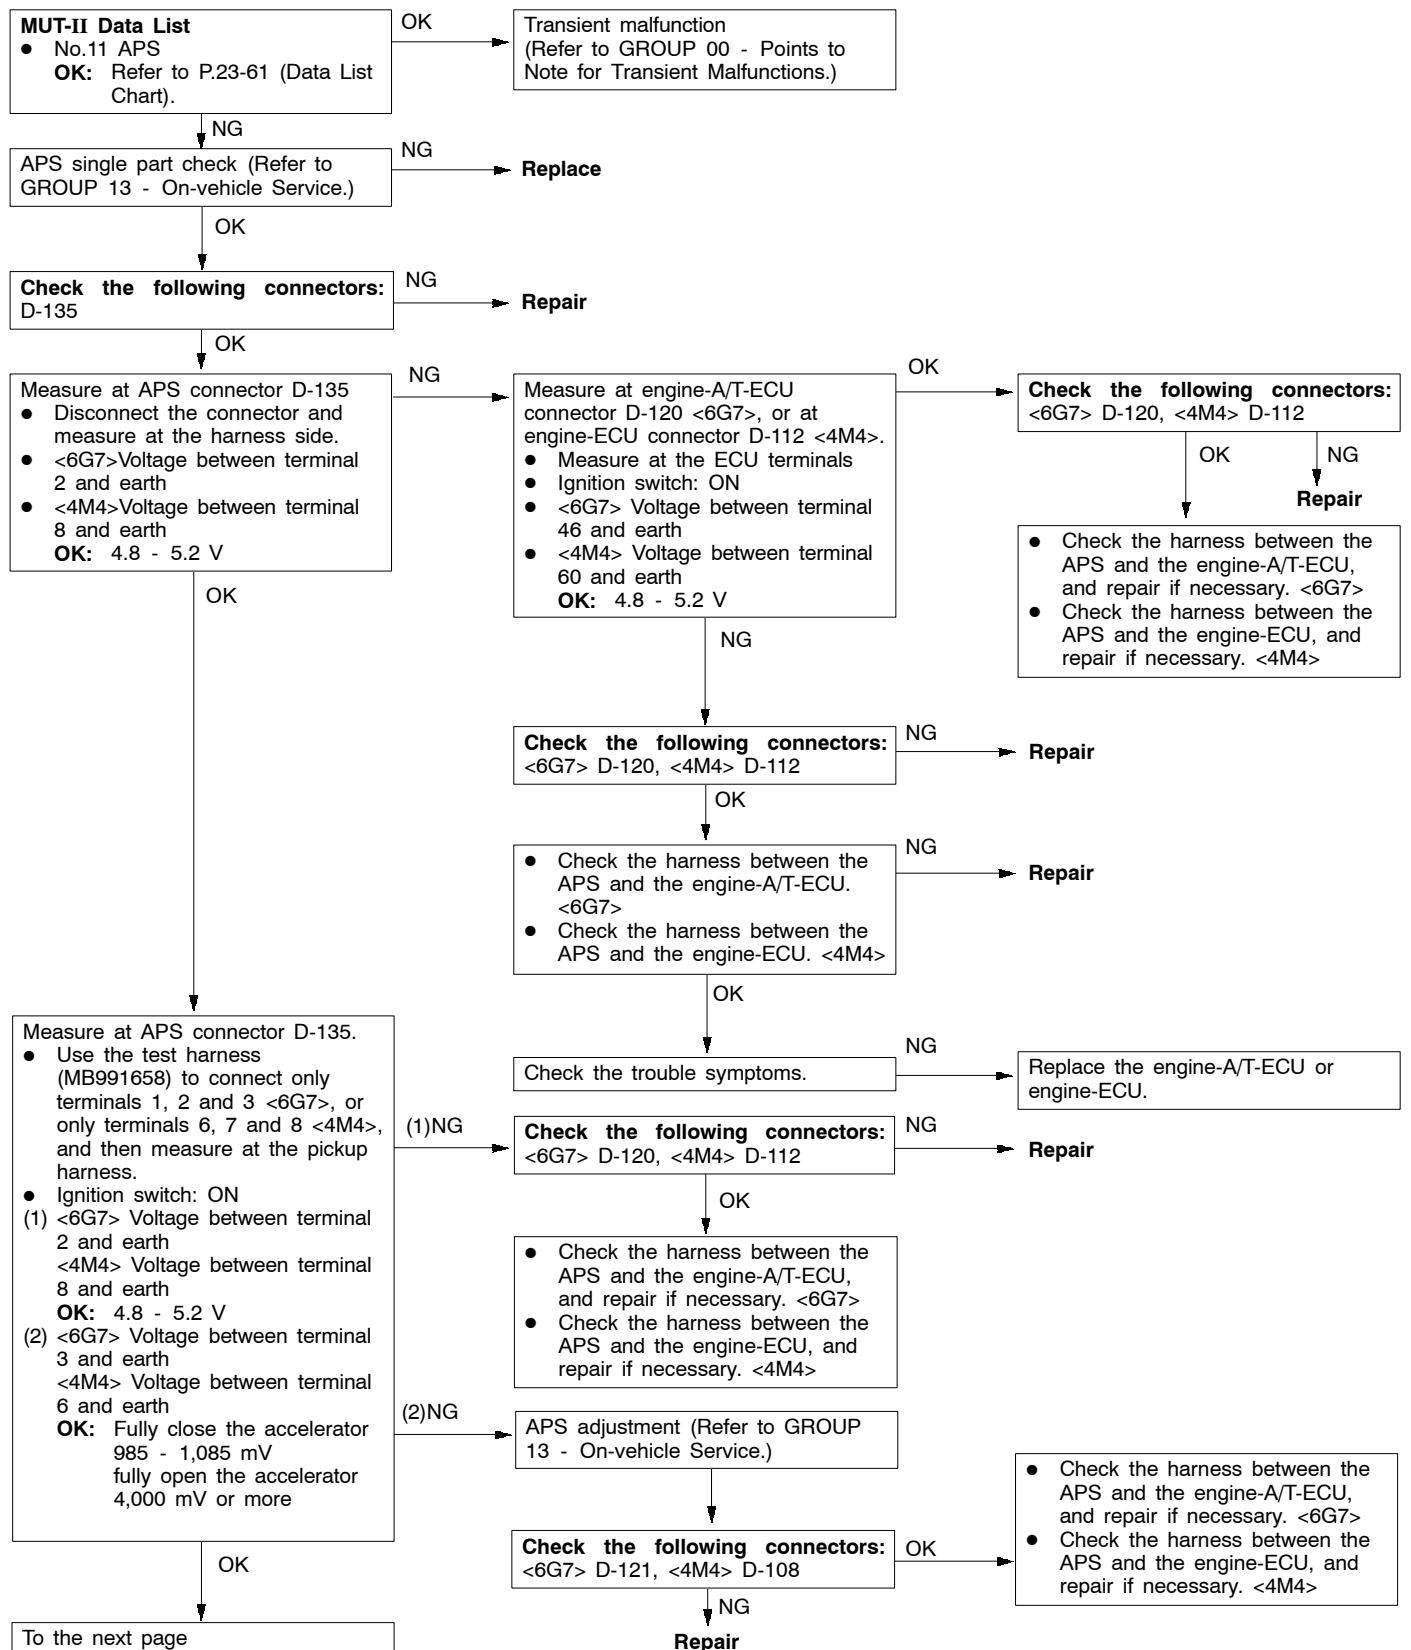 MUT-II Data List
● No.11 APS
OK: Refer to P.23-61 (Data List
Chart).
OK
Transient malfunction
(Refer to GROUP 00 - Points to
Note for Transient Malfunctions.)
NG
APS single part check (Refer to
GROUP 13 - On-vehicle Service.)
NG
Replace
OK
Check the following connectors:
D-135
NG
Repair
OK
Measure at APS connector D-135
● Disconnect the connector and
measure at the harness side.
● <6G7>Voltage between terminal
2 and earth
● <4M4>Voltage between terminal
8 and earth
OK: 4.8 - 5.2 V
NG
Measure at engine-A/T-ECU
connector D-120 <6G7>, or at
engine-ECU connector D-112 <4M4>.
● Measure at the ECU terminals
● Ignition switch: ON
● <6G7> Voltage between terminal
46 and earth
● <4M4> Voltage between terminal
60 and earth
OK: 4.8 - 5.2 V
OK
Check the following connectors:
<6G7> D-120, <4M4> D-112
OK
NG
Repair
● Check the harness between the
APS and the engine-A/T-ECU,
and repair if necessary. <6G7>
● Check the harness between the
APS and the engine-ECU, and
repair if necessary. <4M4>
OK
NG
Check the following connectors:
<6G7> D-120, <4M4> D-112
NG
Repair
OK
● Check the harness between the
APS and the engine-A/T-ECU.
<6G7>
● Check the harness between the
APS and the engine-ECU. <4M4>
NG
Repair
OK
Check the trouble symptoms.
NG
Replace the engine-A/T-ECU or
engine-ECU.
Measure at APS connector D-135.
● Use the test harness
(MB991658) to connect only
terminals 1, 2 and 3 <6G7>, or
only terminals 6, 7 and 8 <4M4>,
and then measure at the pickup
harness.
● Ignition switch: ON
(1) <6G7> Voltage between terminal
2 and earth
<4M4> Voltage between terminal
8 and earth
OK: 4.8 - 5.2 V
(2) <6G7> Voltage between terminal
3 and earth
<4M4> Voltage between terminal
6 and earth
OK: Fully close the accelerator
985 - 1,085 mV
fully open the accelerator
4,000 mV or more
(1)NG
Check the following connectors:
<6G7> D-120, <4M4> D-112
NG
Repair
OK
● Check the harness between the
APS and the engine-A/T-ECU,
and repair if necessary. <6G7>
● Check the harness between the
APS and the engine-ECU, and
repair if necessary. <4M4>
(2)NG
APS adjustment (Refer to GROUP
13 - On-vehicle Service.)
Check the following connectors:
<6G7> D-121, <4M4> D-108
OK
● Check the harness between the
APS and the engine-A/T-ECU,
and repair if necessary. <6G7>
● Check the harness between the
APS and the engine-ECU, and
repair if necessary. <4M4>
NG
Repair
OK
To the next page